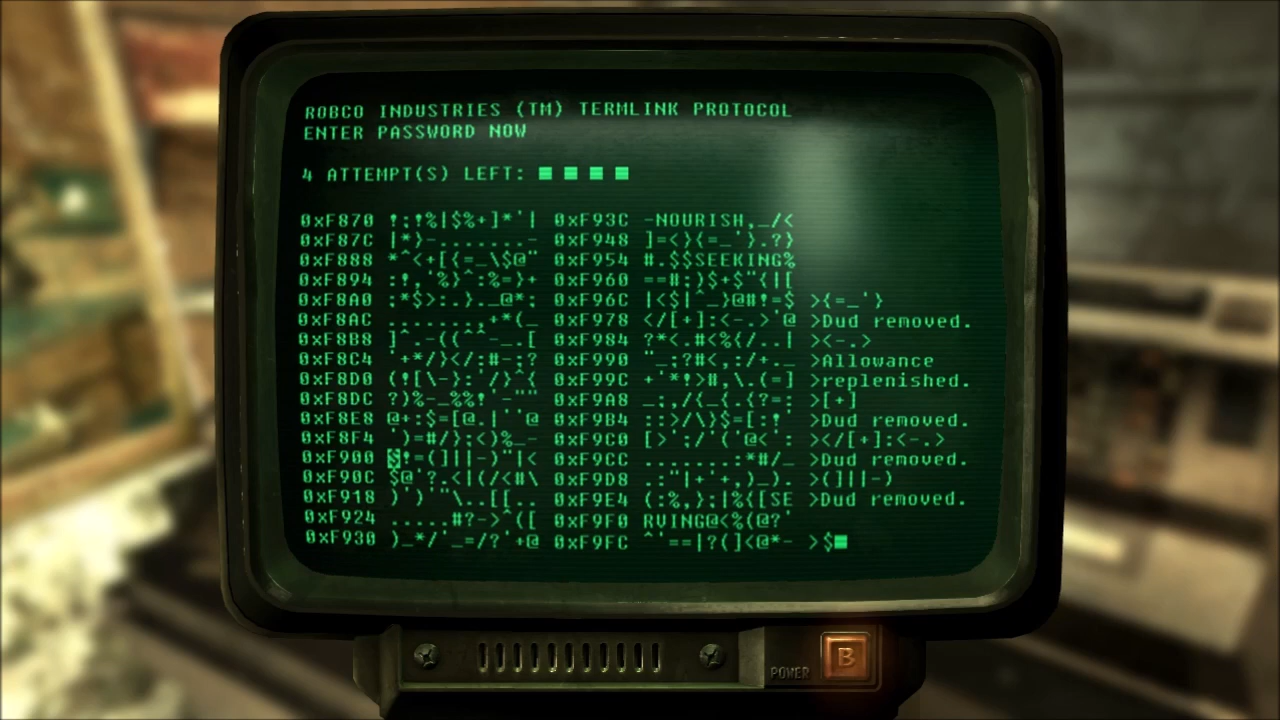 ROBCO INDUSTRIES (TM) TERMLINK PROTOCOL
ENTER PASSWORD NOW
4 ATTEMPT(S) LEFT: ■ ■ ■ ■
0xF870 !:!%|$%+]*'| 0xF93C -NOURISH,_/<
0xF87C |*}-.......- 0xF948 ]=<}{=_'}.?}
0xF888 *^<+[{=_\$@" 0xF954 #.$$SEEKING%
0xF894 :!,'%}^:%=}+ 0xF960 ==#:)$+$"{|[
0xF8A0 :*$>:.}._@*; 0xF96C |<$|^_}@#!=$ >{=_'}
0xF8AC ........^+*(_ 0xF978 </[+]:<-.>'@ >Dud removed.
0xF8B8 ]^.-((^^-_.[ 0xF984 ?*<.#<%{/..| ><-.>
0xF8C4 '+*/}</:#-;? 0xF990 "_;?#<,:/+._ >Allowance
0xF8D0 (![\-}:'/}^{ 0xF99C +'*!>#,\.(=] >replenished.
0xF8DC ?)%-_%%!'-"" 0xF9A8 _:,/{_{.{?=: >[+]
0xF8E8 @+:$=[@.|''@ 0xF9B4 ::>/\}$=[:!' >Dud removed.
0xF8F4 ')=#/};<)%_- 0xF9C0 [>';/'('@<': ></[+]:<-.>
0xF900 $!=(]||-)"|< 0xF9CC .......:*#/_ >Dud removed.
0xF90C $@'?.<|(/<#\ 0xF9D8 .:"|+'+,)_). >(]||-)
0xF918 )')'"\..[[.. 0xF9E4 (:%,};|%{[SE >Dud removed.
0xF924 .....#?->^([ 0xF9F0 RVING@<%(@?'
0xF930 )_*/'_=/?'+@ 0xF9FC ^'==|?(]<@*- >$■
POWER
B